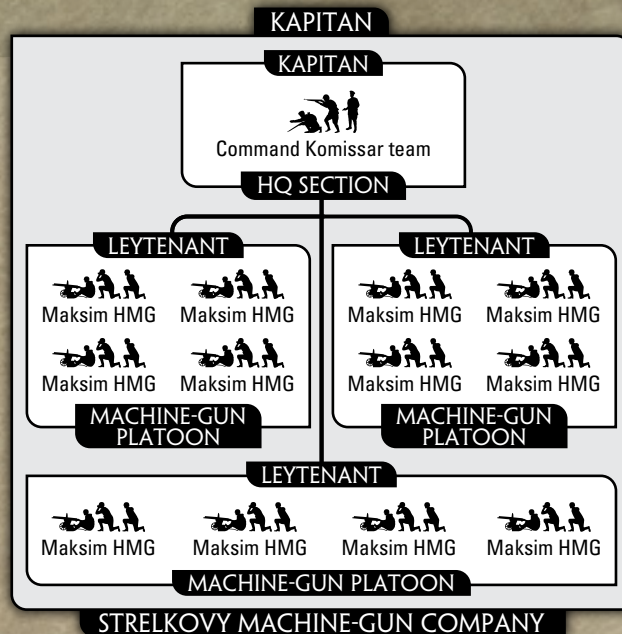 KAPITAN
KAPITAN
Command Komissar team
HQ SECTION
LEYTENANT
Maksim HMG Maksim HMG
Maksim HMG Maksim HMG
MACHINE-GUN
PLATOON
LEYTENANT
Maksim HMG Maksim HMG
Maksim HMG Maksim HMG
MACHINE-GUN
PLATOON
LEYTENANT
Maksim HMG Maksim HMG Maksim HMG Maksim HMG
MACHINE-GUN PLATOON
STRELKOVY MACHINE-GUN COMPANY